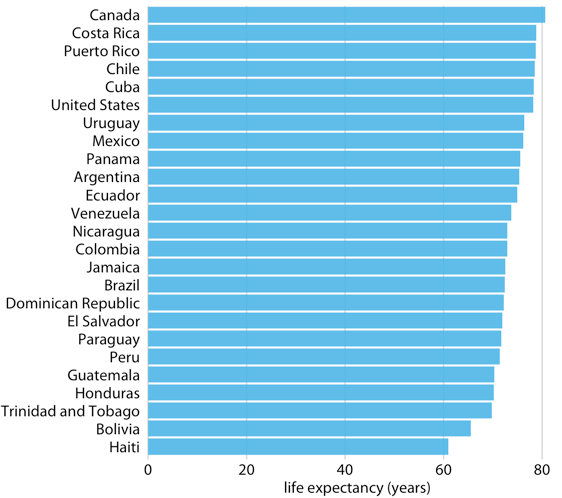 Canada
Costa Rica
Puerto Rico
Chile
Cuba
United States
Uruguay
Mexico
Panama
Argentina
Ecuador
Venezuela
Nicaragua
Colombia
Jamaica
Brazil
Dominican Republic
El Salvador
Paraguay
Peru
Guatemala
Honduras
Trinidad and Tobago
Bolivia
Haiti
0 20 40 60 80
life expectancy (years)